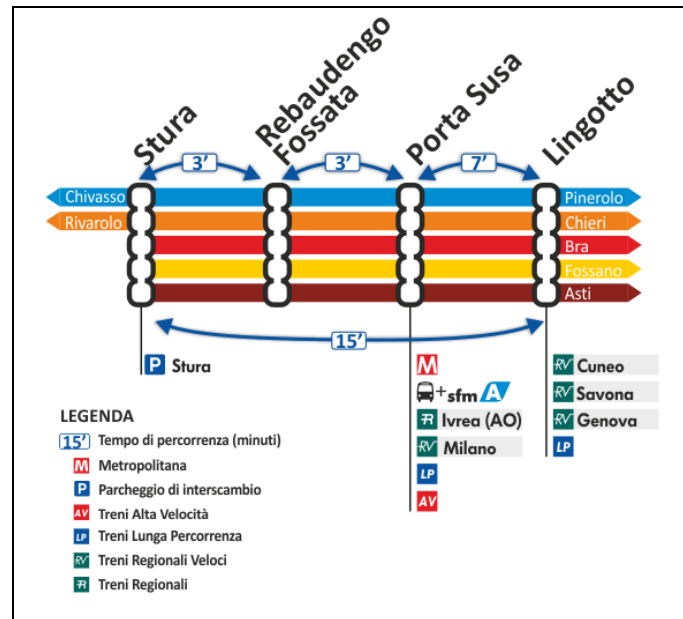 Stura
Rebaudengo
Fossata
Porta Susa
Lingotto
3’
3’
7’
Chivasso
Pinerolo
Rivarolo
Chieri
Bra
Fossano
Asti
15’
P Stura
M
+sfm A
R Ivrea (AO)
RV Milano
LP
AV
RV Cuneo
RV Savona
RV Genova
LP
LEGENDA
15’ Tempo di percorrenza (minuti)
M Metropolitana
P Parcheggio di interscambio
AV Treni Alta Velocità
LP Treni Lunga Percorrenza
RV Treni Regionali Veloci
R Treni Regionali